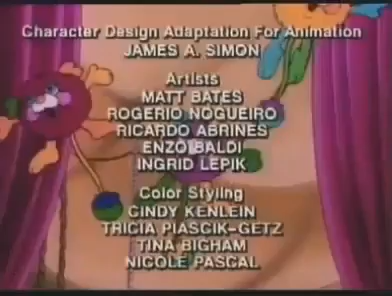 Character Design Adaptation For Animation
JAMES A. SIMON
Artists
MATT BATES
ROGERIO NOGUEIRO
RICARDO ABRINES
ENZO BALDI
INGRID LEPIK
Color Styling
CINDY KENLEIN
TRICIA PIASCIK-GETZ
TINA BIGHAM
NICOLE PASCAL